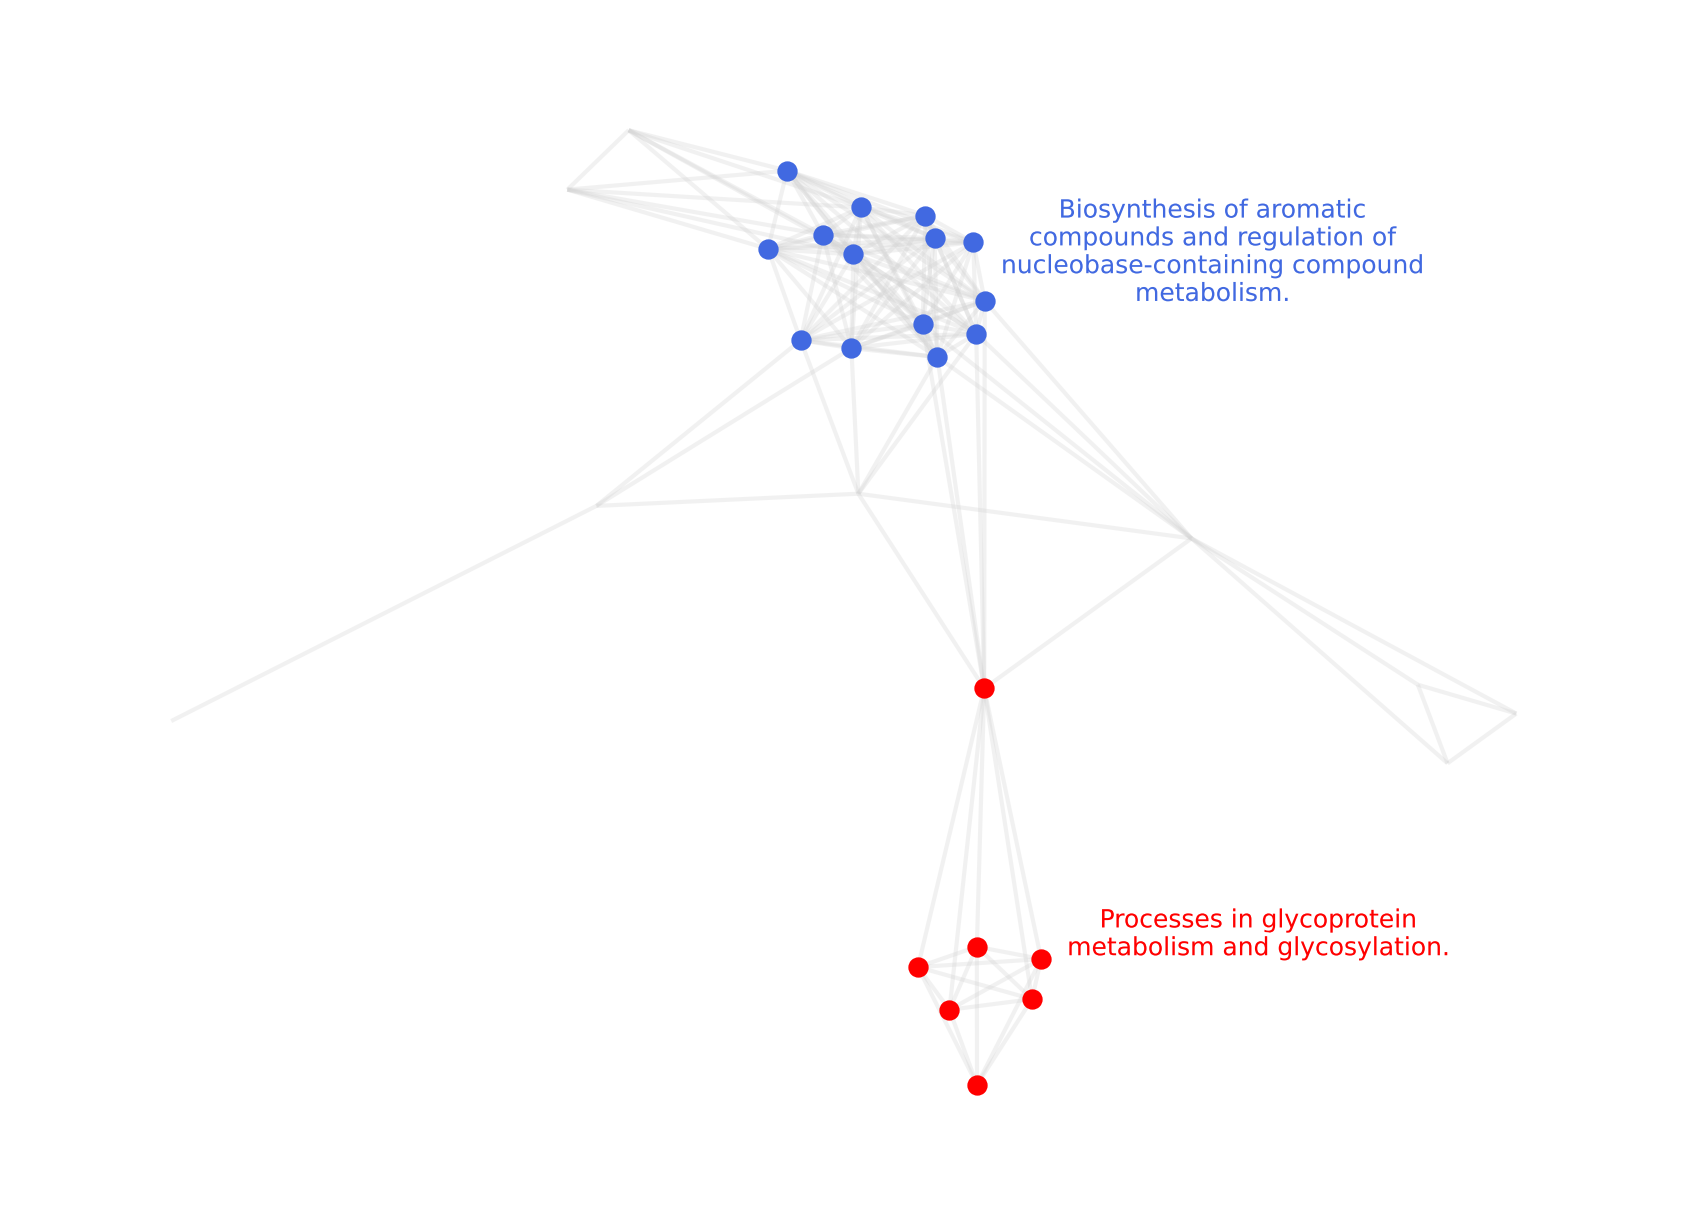 Biosynthesis of aromatic
compounds and regulation of
nucleobase-containing compound
metabolism.
Processes in glycoprotein
metabolism and glycosylation.